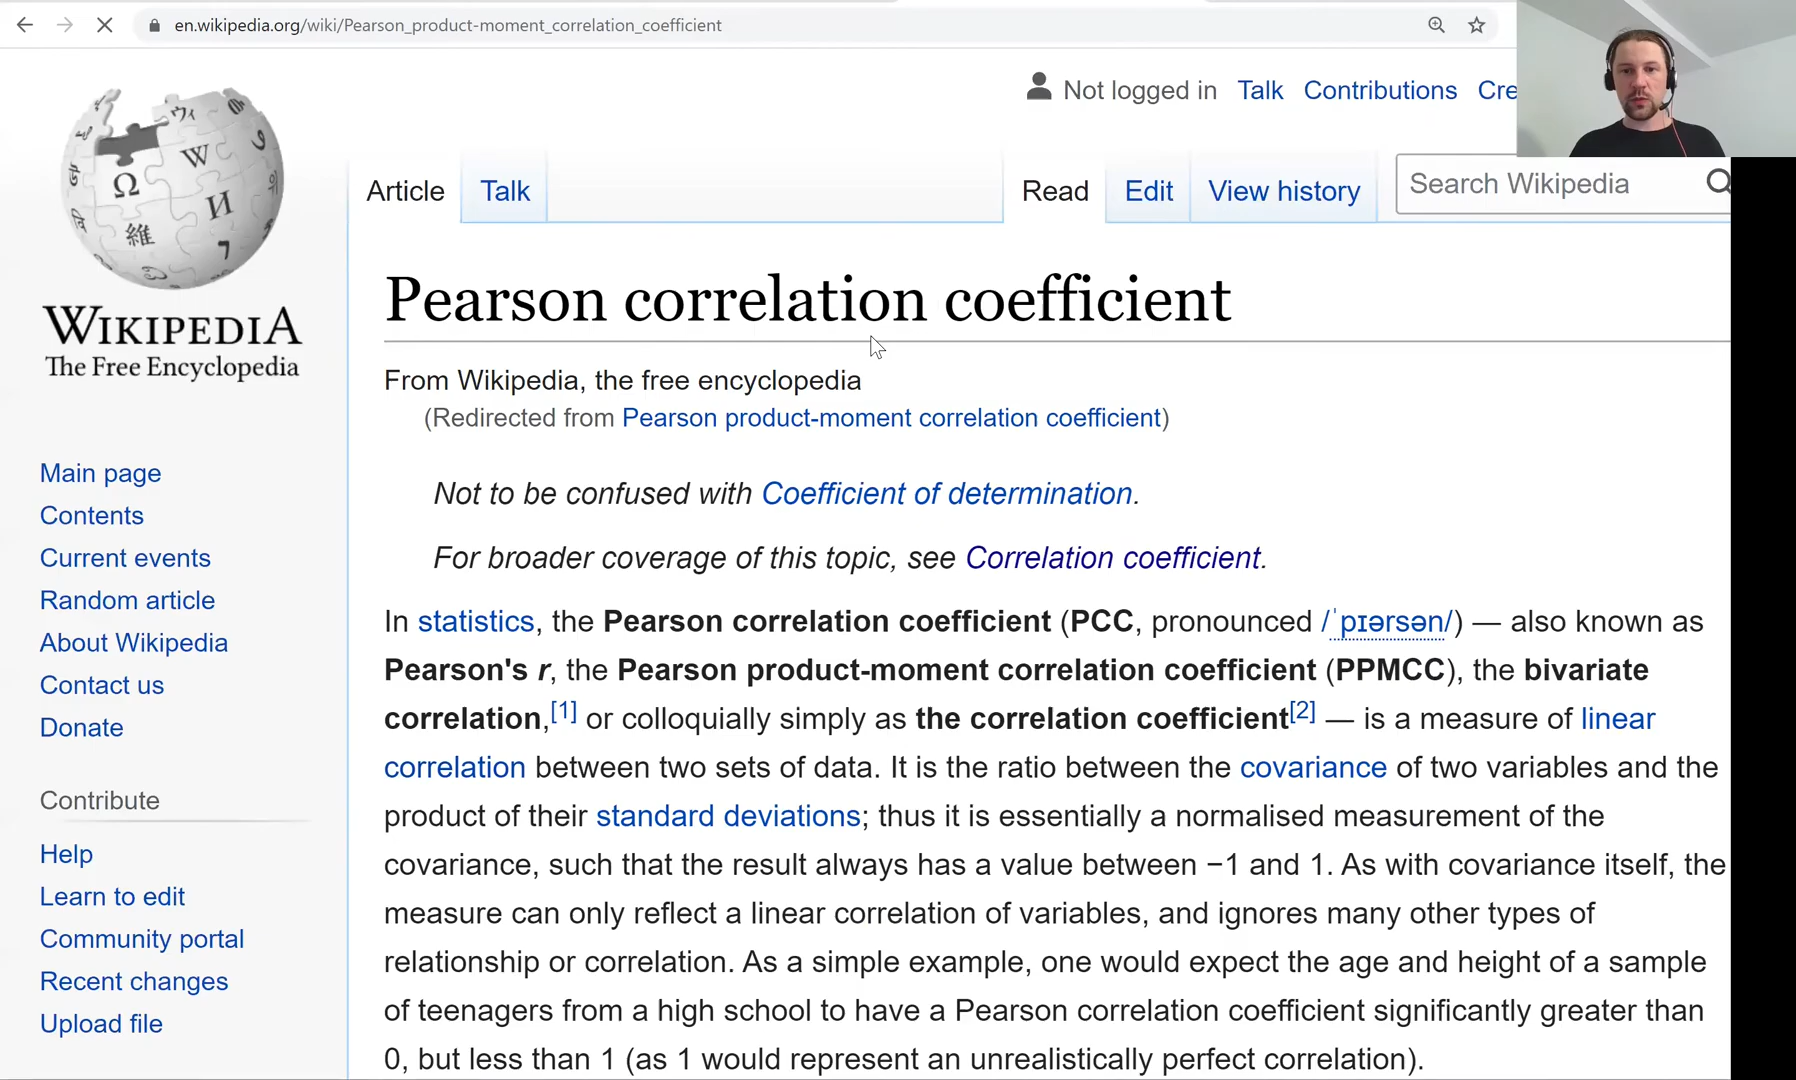 en.wikipedia.org/wiki/Pearson_product-moment_correlation_coefficient
Not logged in Talk Contributions Cre
Article Talk Read Edit View history Search Wikipedia
WIKIPEDIA
The Free Encyclopedia
Main page
Contents
Current events
Random article
About Wikipedia
Contact us
Donate
Contribute
Help
Learn to edit
Community portal
Recent changes
Upload file
Pearson correlation coefficient
From Wikipedia, the free encyclopedia
(Redirected from Pearson product-moment correlation coefficient)
Not to be confused with Coefficient of determination.
For broader coverage of this topic, see Correlation coefficient.
In statistics, the Pearson correlation coefficient (PCC, pronounced /ˈpɪərsən/) — also known as
Pearson's r, the Pearson product-moment correlation coefficient (PPMCC), the bivariate
correlation,[1] or colloquially simply as the correlation coefficient[2] — is a measure of linear
correlation between two sets of data. It is the ratio between the covariance of two variables and the
product of their standard deviations; thus it is essentially a normalised measurement of the
covariance, such that the result always has a value between −1 and 1. As with covariance itself, the
measure can only reflect a linear correlation of variables, and ignores many other types of
relationship or correlation. As a simple example, one would expect the age and height of a sample
of teenagers from a high school to have a Pearson correlation coefficient significantly greater than
0, but less than 1 (as 1 would represent an unrealistically perfect correlation).